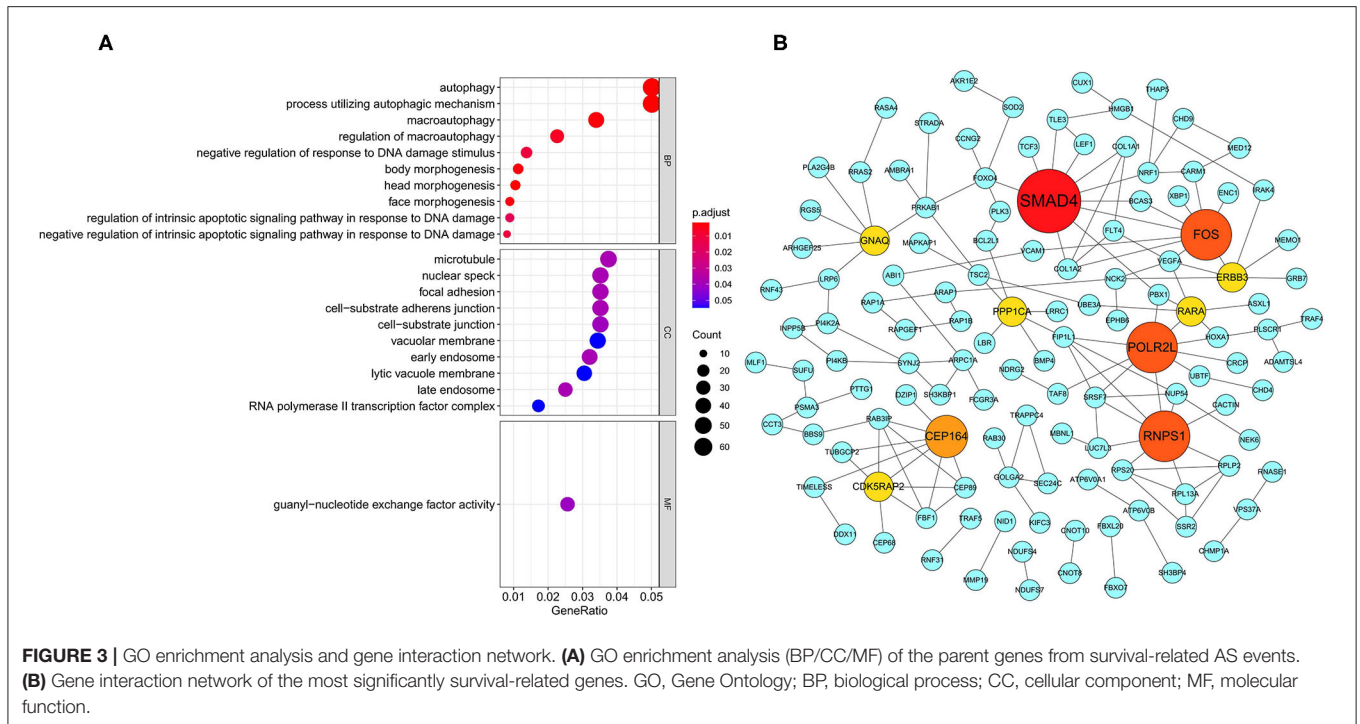 A
autophagy
process utilizing autophagic mechanism
macroautophagy
regulation of macroautophagy
negative regulation of response to DNA damage stimulus
body morphogenesis
head morphogenesis
face morphogenesis
regulation of intrinsic apoptotic signaling pathway in response to DNA damage
negative regulation of intrinsic apoptotic signaling pathway in response to DNA damage
BP
microtubule
nuclear speck
focal adhesion
cell−substrate adherens junction
cell−substrate junction
vacuolar membrane
early endosome
lytic vacuole membrane
late endosome
RNA polymerase II transcription factor complex
CC
guanyl−nucleotide exchange factor activity
MF
0.01 0.02 0.03 0.04 0.05
GeneRatio
p.adjust
0.01
0.02
0.03
0.04
0.05
Count
10
20
30
40
50
60
B
AKR1E2
CUX1
THAP5
RASA4
SOD2
HMGB1
STRADA
TLE3
CHD9
CCNG2
TCF3
LEF1
COL1A1
MED12
PLA2G4B
AMBRA1
RRAS2
FOXO4
NRF1
CARM1
IRAK4
SMAD4
BCAS3
XBP1
ENC1
RGS5
PRKAB1
PLK3
FLT4
FOS
GNAQ
MAPKAP1
BCL2L1
VCAM1
MEMO1
ARHGEF25
COL1A2
VEGFA
LRP6
ABI1
TSC2
NCK2
ERBB3
GRB7
RNF43
ARAP1
PBX1
RAP1A
UBE3A
RARA
ASXL1
PPP1CA
LRRC1
EPHB6
TRAF4
INPP5B
PI4K2A
RAPGEF1
RAP1B
FIP1L1
HOXA1
PLSCR1
LBR
POLR2L
MLF1
SUFU
PI4KB
SYNJ2
ARPC1A
BMP4
CRCP
ADAMTSL4
NDRG2
UBTF
PTTG1
SH3KBP1
TAF8
CHD4
PSMA3
DZIP1
FCGR3A
SRSF7
NUP54
CACTIN
CCT3
BBS9
RAB3IP
TRAPPC4
CEP164
RAB30
MBNL1
RNPS1
NEK6
TUBGCP2
LUC7L3
RPS20
RPLP2
GOLGA2
SEC24C
ATP6V0A1
RNASE1
TIMELESS
CDK5RAP2
CEP89
RPL13A
FBF1
TRAF5
NID1
KIFC3
CNOT10
FBXL20
ATP6V0B
SSR2
VPS37A
DDX11
CEP68
RNF31
NDUFS4
CHMP1A
MMP19
NDUFS7
CNOT8
FBXO7
SH3BP4
FIGURE 3 | GO enrichment analysis and gene interaction network. (A) GO enrichment analysis (BP/CC/MF) of the parent genes from survival-related AS events.
(B) Gene interaction network of the most significantly survival-related genes. GO, Gene Ontology; BP, biological process; CC, cellular component; MF, molecular
function.